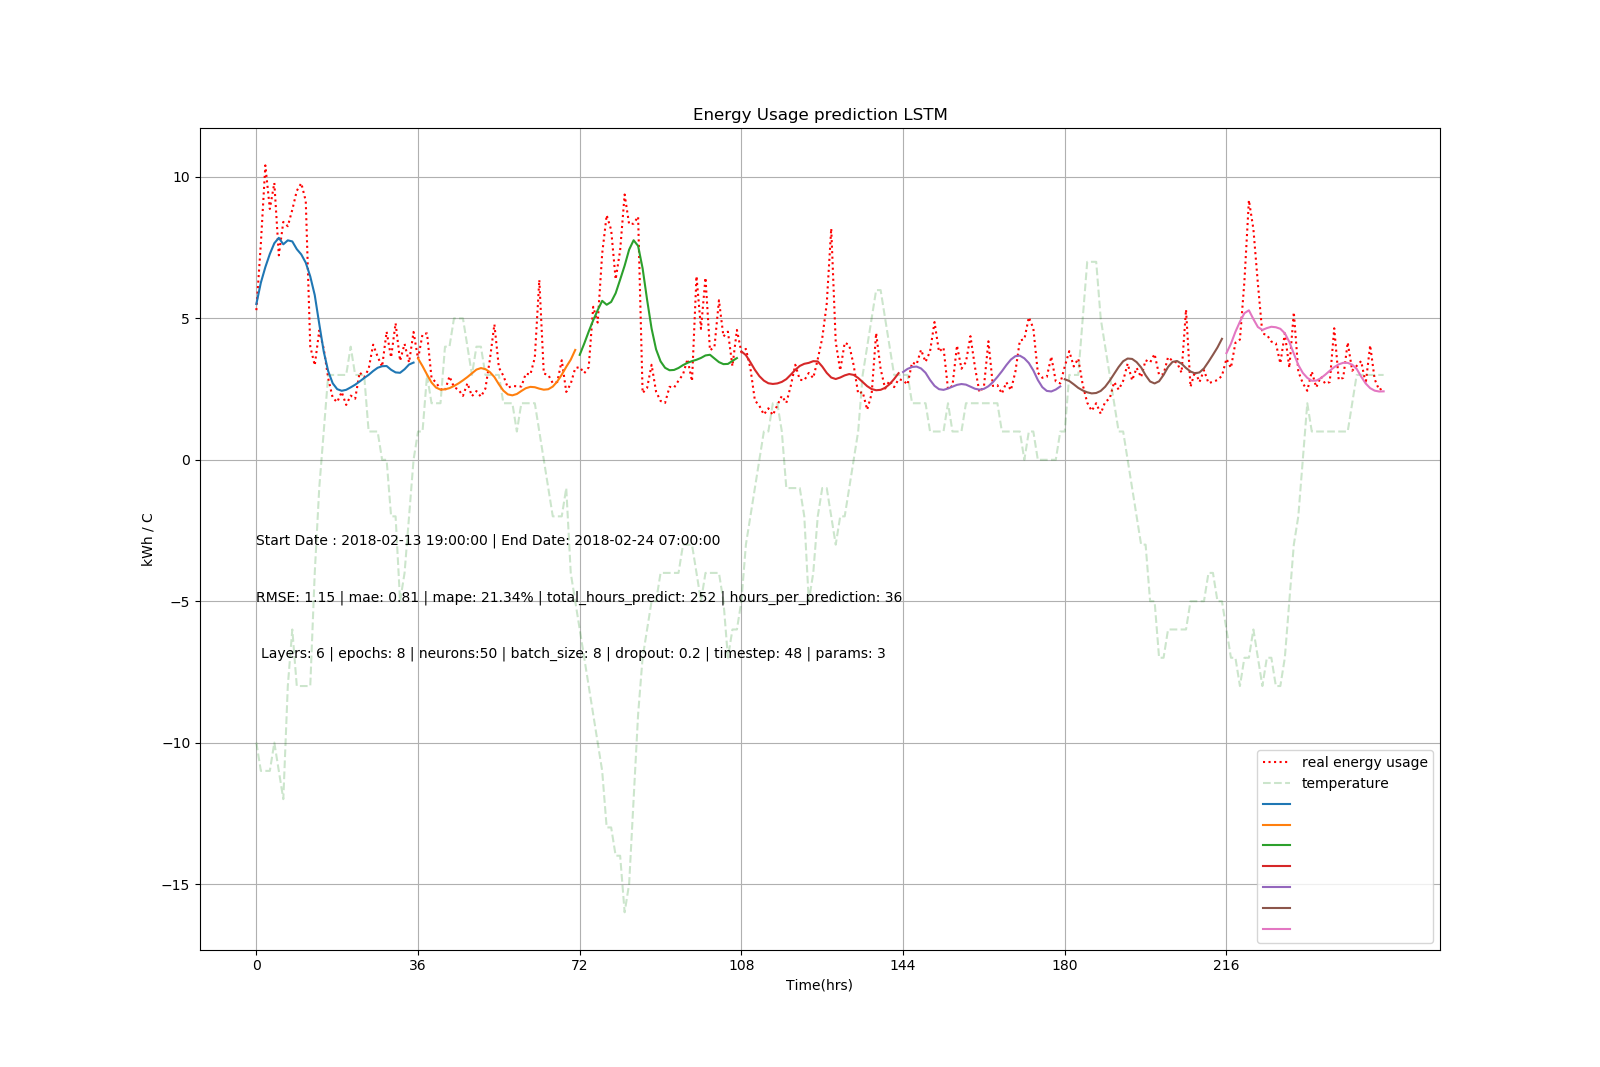 Energy Usage prediction LSTM
10
5
0
−5
−10
−15
kWh / C
Start Date : 2018-02-13 19:00:00 | End Date: 2018-02-24 07:00:00
RMSE: 1.15 | mae: 0.81 | mape: 21.34% | total_hours_predict: 252 | hours_per_prediction: 36
Layers: 6 | epochs: 8 | neurons:50 | batch_size: 8 | dropout: 0.2 | timestep: 48 | params: 3
real energy usage
temperature
0 36 72 108 144 180 216
Time(hrs)